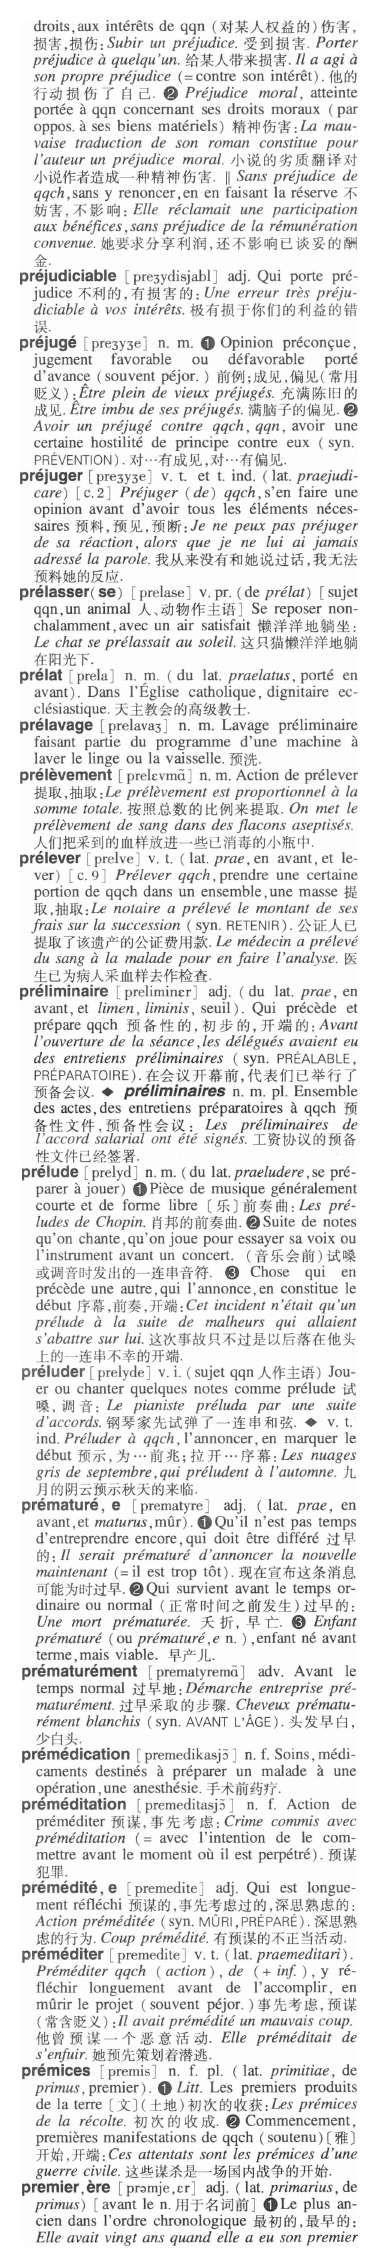 droits, aux intérêts de qqn (对某人权益的)伤害,
损害,损伤: Subir un préjudice. 受到损害. Porter
préjudice à quelqu'un. 给某人带来损害. Il a agi à
son propre préjudice (= contre son intérêt). 他的
行动损伤了自己. ❷ Préjudice moral, atteinte
portée à qqn concernant ses droits moraux (par
oppos. à ses biens matériels) 精神伤害: La mau-
vaise traduction de son roman constitue pour
l'auteur un préjudice moral. 小说的劣质翻译对
小说作者造成一种精神伤害. ‖ Sans préjudice de
qqch, sans y renoncer, en en faisant la réserve 不
妨害,不影响: Elle réclamait une participation
aux bénéfices, sans préjudice de la rémunération
convenue. 她要求分享利润,还不影响已谈妥的酬
金.
préjudiciable [preʒydisjabl] adj. Qui porte pré-
judice 不利的,有损害的: Une erreur très préju-
diciable à vos intérêts. 极有损于你们的利益的错
误.
préjugé [preʒyʒe] n. m. ❶ Opinion préconçue,
jugement favorable ou défavorable porté
d'avance (souvent péjor.) 前例;成见,偏见(常用
贬义): Être plein de vieux préjugés. 充满陈旧的
成见. Être imbu de ses préjugés. 满脑子的偏见. ❷
Avoir un préjugé contre qqch, qqn, avoir une
certaine hostilité de principe contre eux (syn.
PRÉVENTION). 对…有成见,对…有偏见.
préjuger [preʒyʒe] v. t. et t. ind. (lat. praejudi-
care) [c. 2] Préjuger (de) qqch, s'en faire une
opinion avant d'avoir tous les éléments néces-
saires 预料,预见,预断: Je ne peux pas préjuger
de sa réaction, alors que je ne lui ai jamais
adressé la parole. 我从来没有和她说过话,我无法
预料她的反应.
prélasser(se) [prelase] v. pr. (de prélat) [sujet
qqn, un animal 人、动物作主语] Se reposer non-
chalamment, avec un air satisfait 懒洋洋地躺坐:
Le chat se prélassait au soleil. 这只猫懒洋洋地躺
在阳光下.
prélat [prela] n. m. (du lat. praelatus, porté en
avant). Dans l'Église catholique, dignitaire ec-
clésiastique. 天主教会的高级教士.
prélavage [prelavaʒ] n. m. Lavage préliminaire
faisant partie du programme d'une machine à
laver le linge ou la vaisselle. 预洗.
prélèvement [prelɛvmɑ̃] n. m. Action de prélever
提取,抽取: Le prélèvement est proportionnel à la
somme totale. 按照总数的比例来提取. On met le
prélèvement de sang dans des flacons aseptisés.
人们把采到的血样放进一些已消毒的小瓶中.
prélever [prelve] v. t. (lat. prae, en avant, et le-
ver) [c. 9] Prélever qqch, prendre une certaine
portion de qqch dans un ensemble, une masse 提
取,抽取: Le notaire a prélevé le montant de ses
frais sur la succession (syn. RETENIR). 公证人已
提取了该遗产的公证费用款. Le médecin a prélevé
du sang à la malade pour en faire l'analyse. 医
生已为病人采血样去作检查.
préliminaire [preliminɛr] adj. (du lat. prae, en
avant, et limen, liminis, seuil). Qui précède et
prépare qqch 预备性的,初步的,开端的: Avant
l'ouverture de la séance, les délégués avaient eu
des entretiens préliminaires (syn. PRÉALABLE,
PRÉPARATOIRE). 在会议开幕前,代表们已举行了
预备会议. ◆ préliminaires n. m. pl. Ensemble
des actes, des entretiens préparatoires à qqch 预
备性文件,预备性会议: Les préliminaires de
l'accord salarial ont été signés. 工资协议的预备
性文件已经签署.
prélude [prelyd] n. m. (du lat. praeludere, se pré-
parer à jouer) ❶ Pièce de musique généralement
courte et de forme libre [乐]前奏曲: Les pré-
ludes de Chopin. 肖邦的前奏曲. ❷ Suite de notes
qu'on chante, qu'on joue pour essayer sa voix ou
l'instrument avant un concert. (音乐会前)试嗓
或调音时发出的一连串音符. ❸ Chose qui en
précède une autre, qui l'annonce, en constitue le
début 序幕,前奏,开端: Cet incident n'était qu'un
prélude à la suite de malheurs qui allaient
s'abattre sur lui. 这次事故只不过是以后落在他头
上的一连串不幸的开端.
préluder [prelyde] v. i. (sujet qqn 人作主语) Jou-
er ou chanter quelques notes comme prélude 试
嗓,调音: Le pianiste préluda par une suite
d'accords. 钢琴家先试弹了一连串和弦. ◆ v. t.
ind. Préluder à qqch, l'annoncer, en marquer le
début 预示,为…前兆;拉开…序幕: Les nuages
gris de septembre, qui préludent à l'automne. 九
月的阴云预示秋天的来临.
prématuré, e [prematyre] adj. (lat. prae, en
avant, et maturus, mûr). ❶ Qu'il n'est pas temps
d'entreprendre encore, qui doit être différé 过早
的: Il serait prématuré d'annoncer la nouvelle
maintenant (= il est trop tôt). 现在宣布这条消息
可能为时过早. ❷ Qui survient avant le temps or-
dinaire ou normal (正常时间之前发生)过早的:
Une mort prématurée. 夭折,早亡. ❸ Enfant
prématuré (ou prématuré, e n.), enfant né avant
terme, mais viable. 早产儿.
prématurément [prematyremɑ̃] adv. Avant le
temps normal 过早地: Démarche entreprise pré-
maturément. 过早采取的步骤. Cheveux prématu-
rément blanchis (syn. AVANT L'ÂGE). 头发早白,
少白头.
prémédication [premedikasjɔ̃] n. f. Soins, médi-
caments destinés à préparer un malade à une
opération, une anesthésie. 手术前药疗.
préméditation [premeditasjɔ̃] n. f. Action de
préméditer 预谋,事先考虑: Crime commis avec
préméditation (= avec l'intention de le com-
mettre avant le moment où il est perpétré). 预谋
犯罪.
prémédité, e [premedite] adj. Qui est longue-
ment réfléchi 预谋的,事先考虑过的,深思熟虑的:
Action préméditée (syn. MÛRI, PRÉPARÉ). 深思熟
虑的行为. Coup prémédité. 有预谋的不正当活动.
préméditer [premedite] v. t. (lat. praemeditari).
Préméditer qqch (action), de (+ inf.), y ré-
fléchir longuement avant de l'accomplir, en
mûrir le projet (souvent péjor.) 事先考虑,预谋
(常含贬义): Il avait prémédité un mauvais coup.
他曾预谋一个恶意活动. Elle préméditait de
s'enfuir. 她预先策划着潜逃.
prémices [premis] n. f. pl. (lat. primitiae, de
primus, premier). ❶ Litt. Les premiers produits
de la terre [文](土地)初次的收获: Les prémices
de la récolte. 初次的收成. ❷ Commencement,
premières manifestations de qqch (soutenu) [雅]
开始,开端: Ces attentats sont les prémices d'une
guerre civile. 这些谋杀是一场国内战争的开始.
premier, ère [prəmje, ɛr] adj. (lat. primarius, de
primus) [avant le n. 用于名词前] ❶ Le plus an-
cien dans l'ordre chronologique 最初的,最早的:
Elle avait vingt ans quand elle a eu son premier